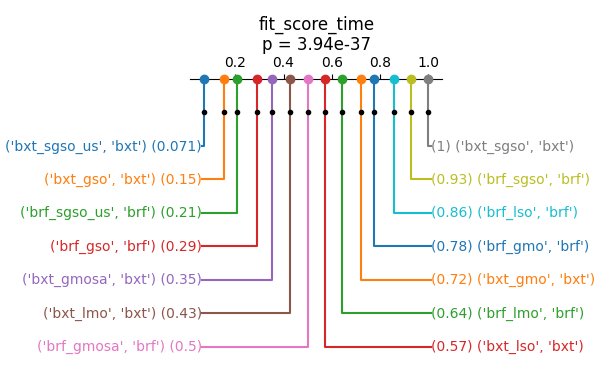 fit_score_time
p = 3.94e-37
0.2 0.4 0.6 0.8 1.0
('bxt_sgso_us', 'bxt') (0.071) (1) ('bxt_sgso', 'bxt')
('bxt_gso', 'bxt') (0.15) (0.93) ('brf_sgso', 'brf')
('brf_sgso_us', 'brf') (0.21) (0.86) ('brf_lso', 'brf')
('brf_gso', 'brf') (0.29) (0.78) ('brf_gmo', 'brf')
('bxt_gmosa', 'bxt') (0.35) (0.72) ('bxt_gmo', 'bxt')
('bxt_lmo', 'bxt') (0.43) (0.64) ('brf_lmo', 'brf')
('brf_gmosa', 'brf') (0.5) (0.57) ('bxt_lso', 'bxt')